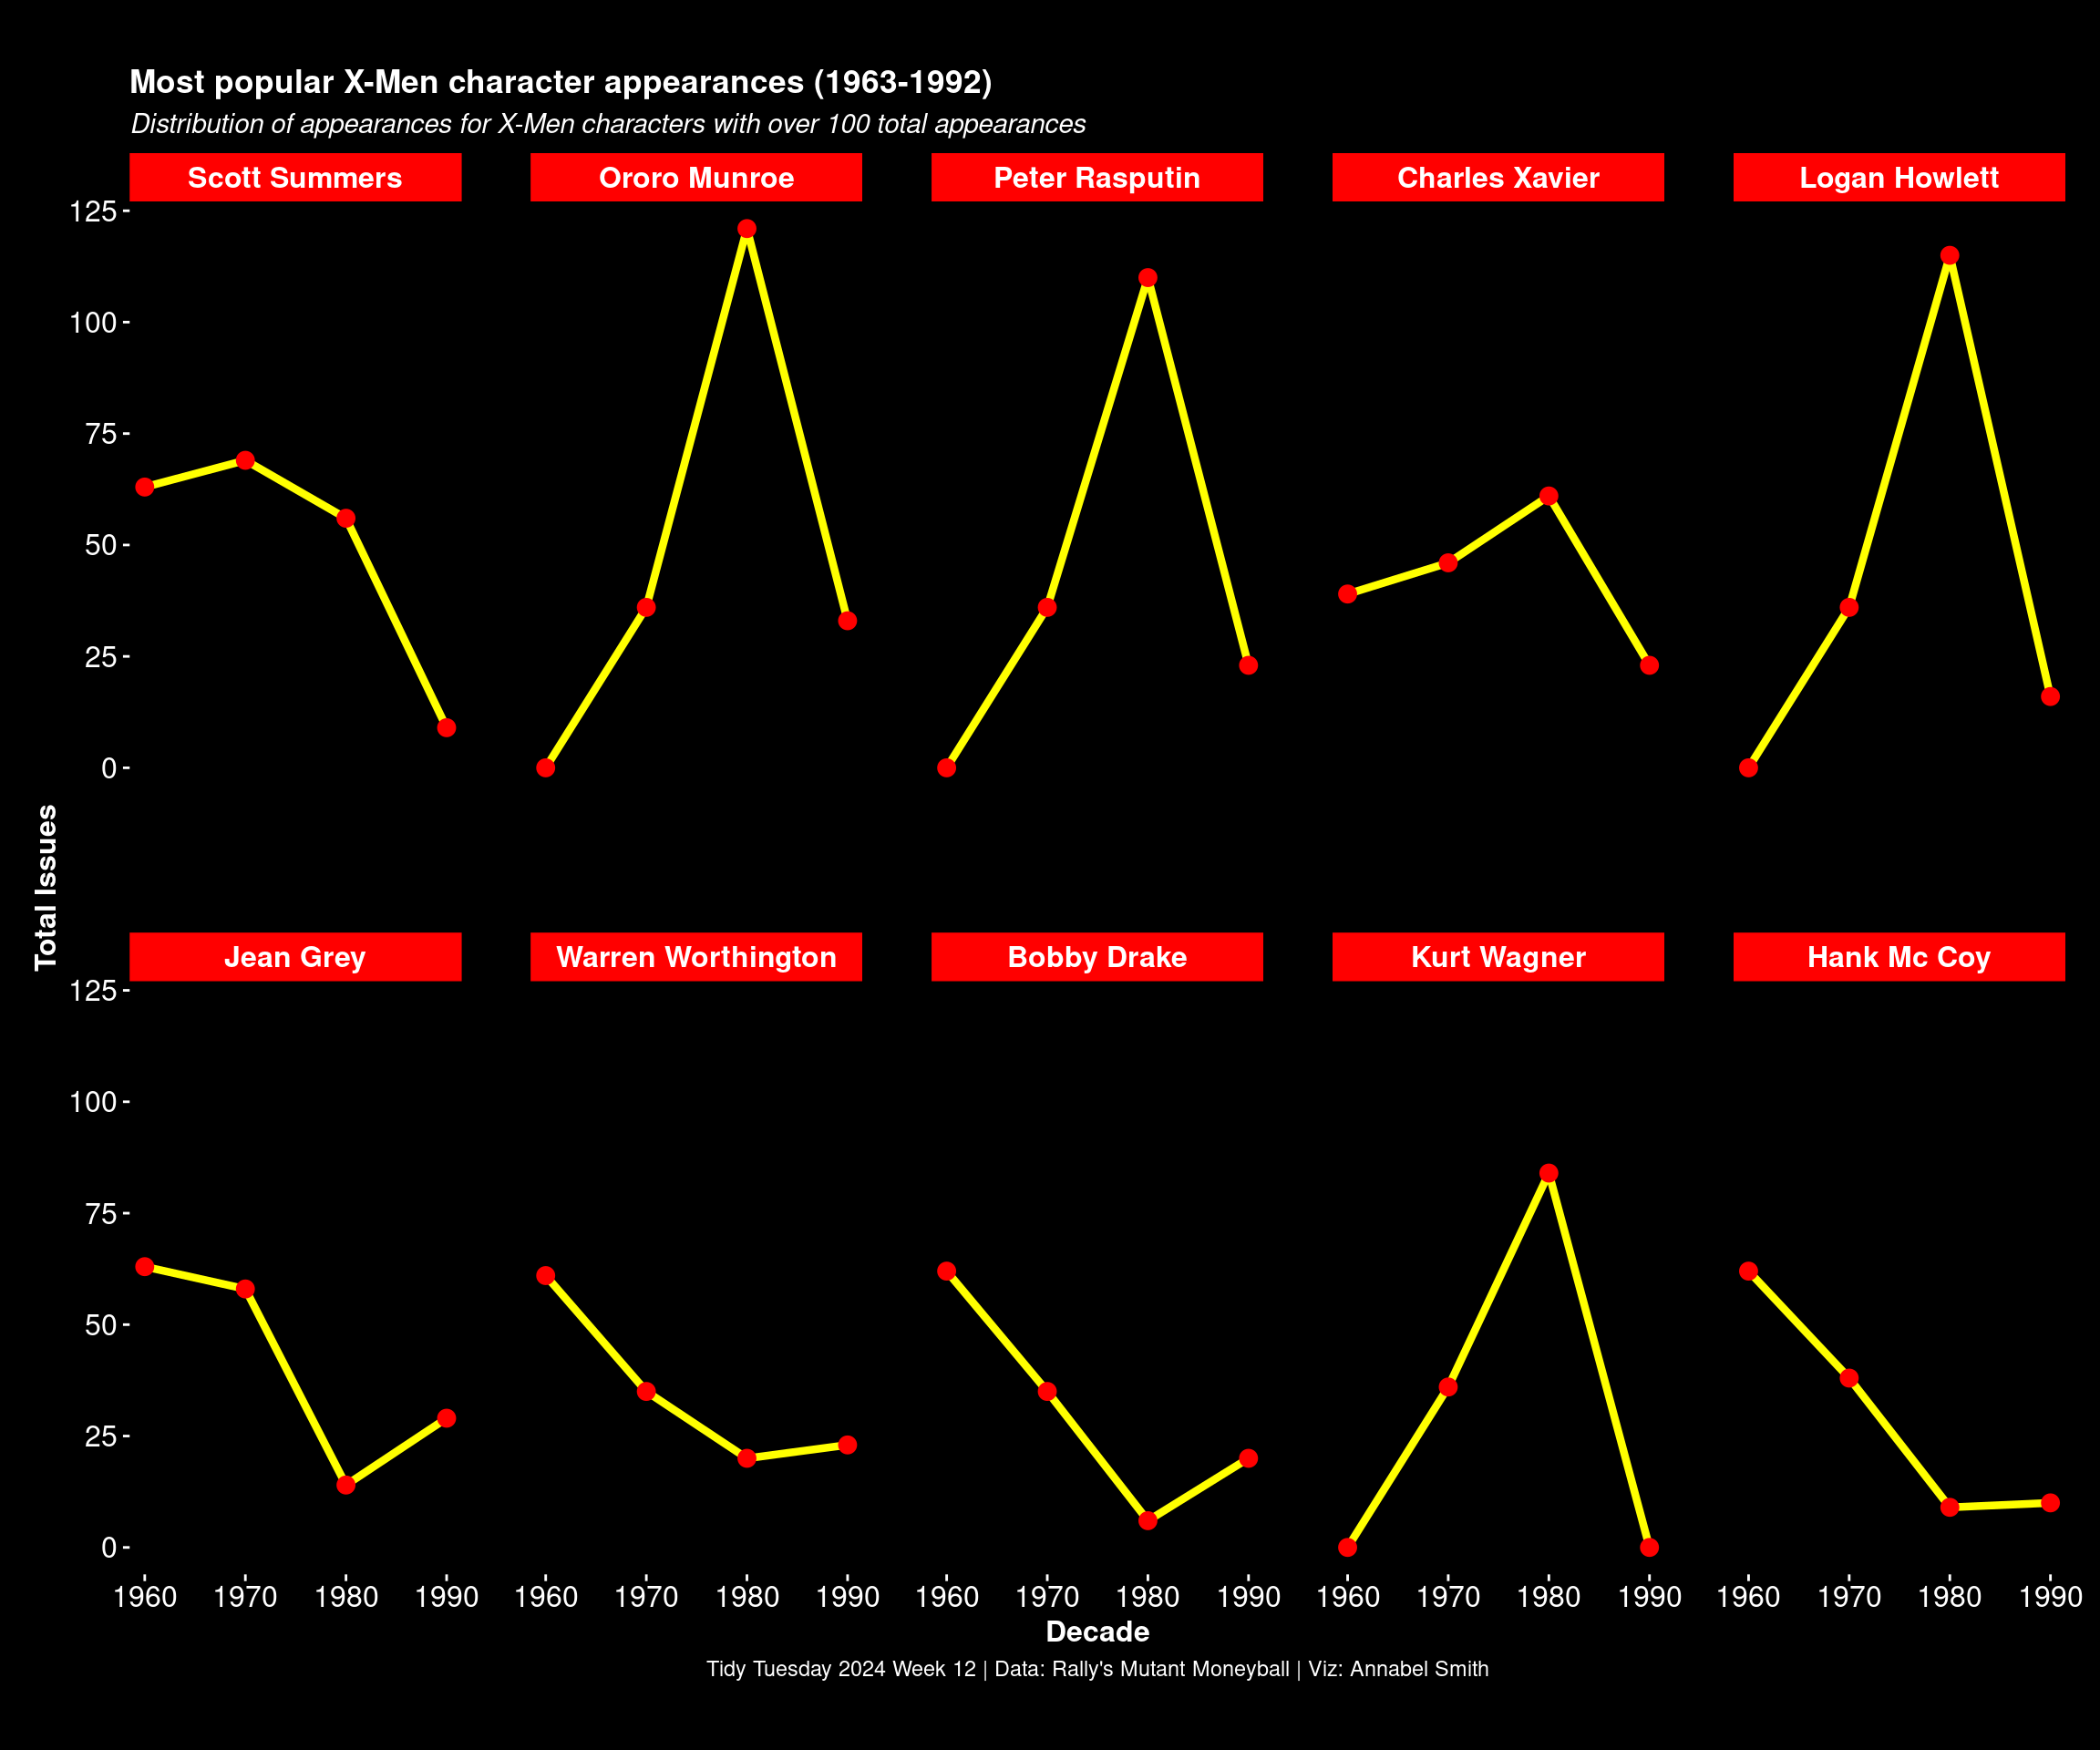 Most popular X-Men character appearances (1963-1992)
Distribution of appearances for X-Men characters with over 100 total appearances
Scott Summers
Ororo Munroe
Peter Rasputin
Charles Xavier
Logan Howlett
125
100
75
50
25
0
Total Issues
Jean Grey
Warren Worthington
Bobby Drake
Kurt Wagner
Hank Mc Coy
125
100
75
50
25
0
1960 1970 1980 1990 1960 1970 1980 1990 1960 1970 1980 1990 1960 1970 1980 1990 1960 1970 1980 1990
Decade
Tidy Tuesday 2024 Week 12 | Data: Rally's Mutant Moneyball | Viz: Annabel Smith